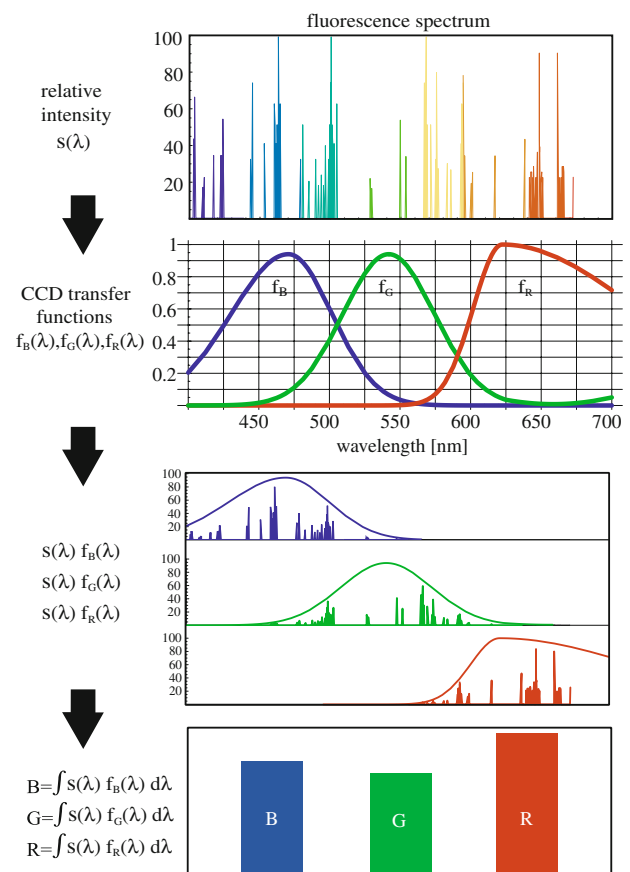 fluorescence spectrum
relative
intensity
s(λ)
100
80
60
40
20
CCD transfer
functions
f_B(λ),f_G(λ),f_R(λ)
1
0.8
0.6
0.4
0.2
f_B
f_G
f_R
450 500 550 600 650 700
wavelength [nm]
s(λ) f_B(λ)
s(λ) f_G(λ)
s(λ) f_R(λ)
100
80
60
40
20
100
80
60
40
20
100
80
60
40
20
B=∫s(λ) f_B(λ) dλ
G=∫s(λ) f_G(λ) dλ
R=∫s(λ) f_R(λ) dλ
B
G
R